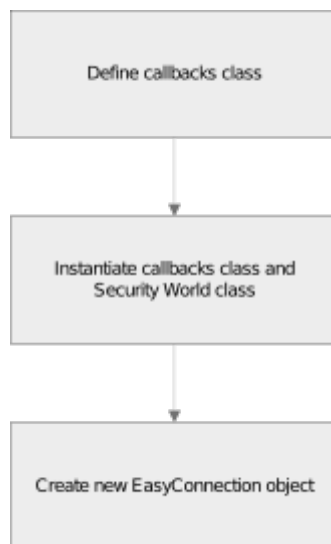 Define callbacks class
Instantiate callbacks class and
Security World class
Create new EasyConnection object